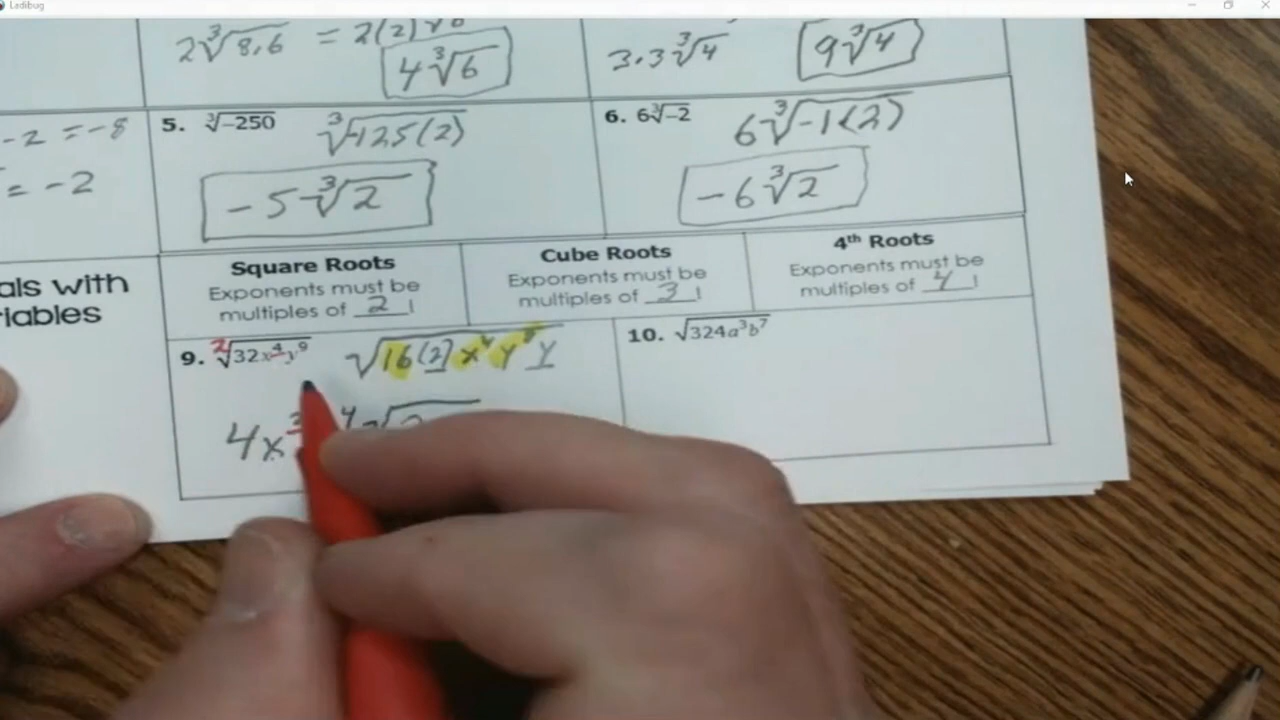 Ladibug
2∛8.6 = 2(2)
4∛6
3.3∛4
9∛4
-2 = -8
= -2
5. ∛-250 ∛-125(2)
-5∛2
6. 6∛-2 6∛-1(2)
-6∛2
als with
iables
Square Roots
Exponents must be
multiples of 2 !
Cube Roots
Exponents must be
multiples of 3 !
4th Roots
Exponents must be
multiples of 4 !
9. ²√32x⁴y⁹ √16(2)x⁴y⁸y
4x
4√
10. √324a³b⁷